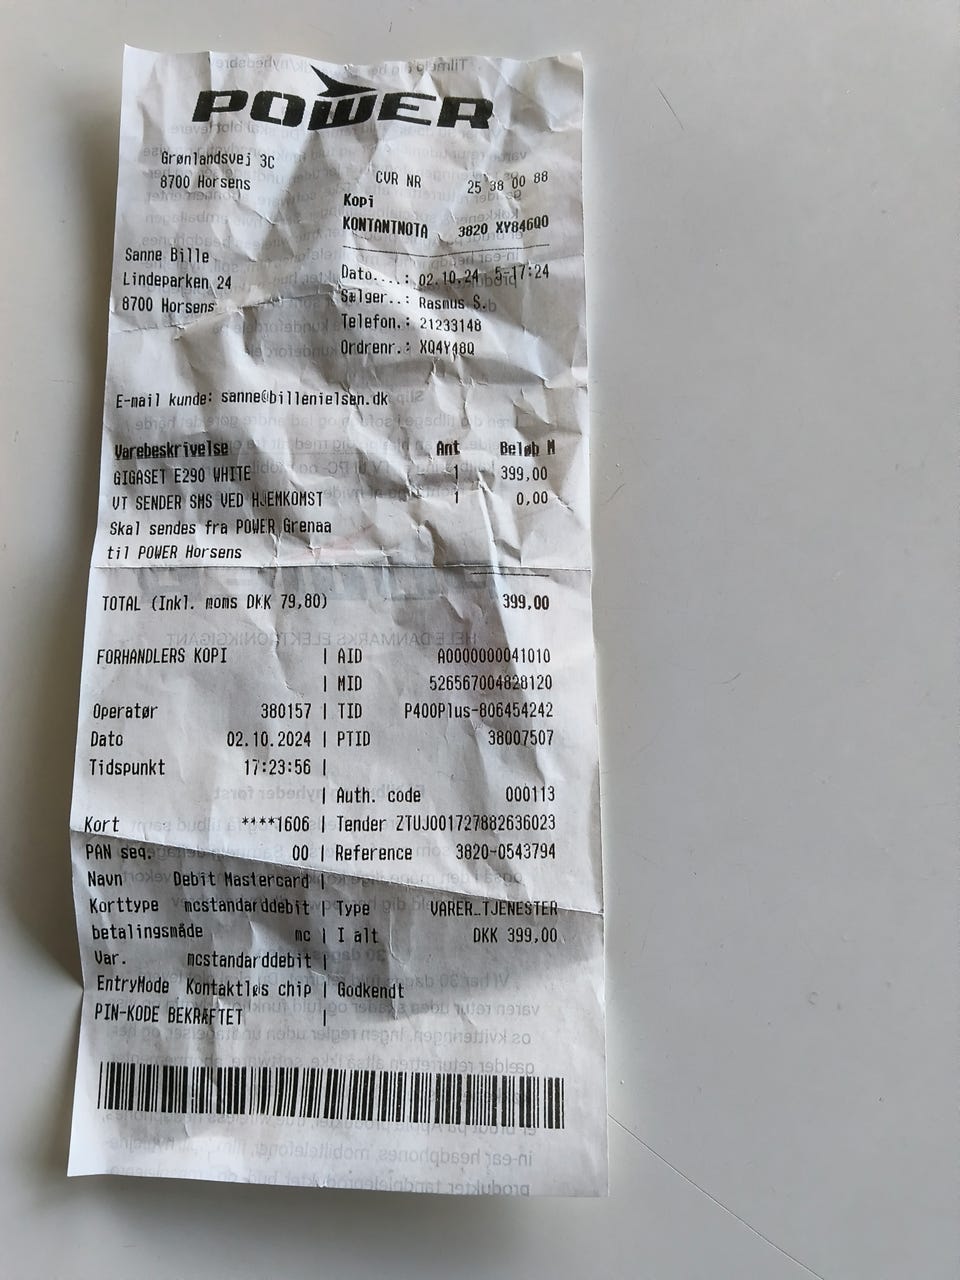 POWER
Grønlandsvej 3C
8700 Horsens
CVR NR 25 38 00 88
Kopi
KONTANTNOTA 3820 XY846Q0
Sanne Bille
Lindeparken 24
8700 Horsens
Dato....: 02.10.24 5-17:24
Sælger..: Rasmus S.
Telefon.: 21233148
Ordrenr.: XQ4Y48Q
E-mail kunde: sanne@billenielsen.dk
Varebeskrivelse Ant Beløb M
GIGASET E290 WHITE 1 399,00
VT SENDER SMS VED HJEMKOMST 1 0,00
Skal sendes fra POWER Grenaa
til POWER Horsens
TOTAL (Inkl. moms DKK 79,80) 399,00
FORHANDLERS KOPI | AID A0000000041010
| MID 526567004828120
Operatør 380157 | TID P400Plus-806454242
Dato 02.10.2024 | PTID 38007507
Tidspunkt 17:23:56 |
| Auth. code 000113
Kort ****1606 | Tender ZTUJ001727882636023
PAN seq. 00 | Reference 3820-0543794
Navn Debit Mastercard |
Korttype mcstandarddebit | Type VARER_TJENESTER
betalingsmåde mc | I alt DKK 399,00
Var. mcstandarddebit |
EntryMode Kontaktløs chip | Godkendt
PIN-KODE BEKRÆFTET |